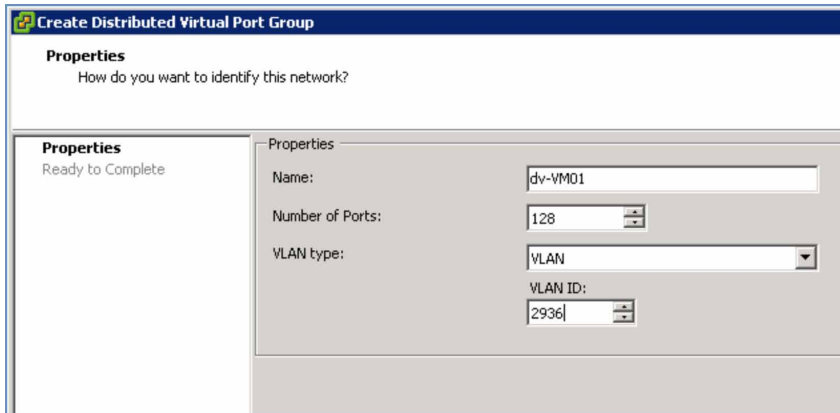 Create Distributed Virtual Port Group
Properties
How do you want to identify this network?
Properties
Ready to Complete
Properties
Name:
dv-VM01
Number of Ports:
128
VLAN type:
VLAN
VLAN ID:
2936